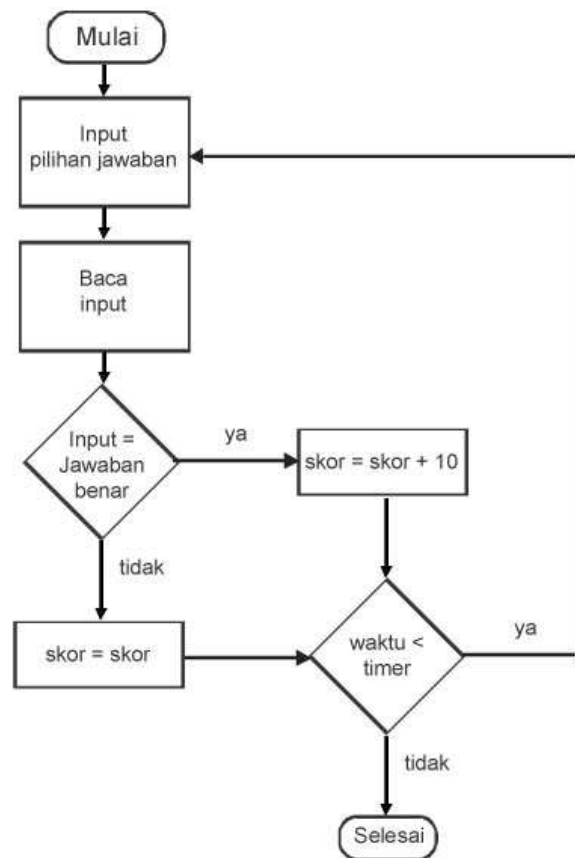 Mulai
Input
pilihan jawaban
Baca
input
Input =
Jawaban
benar
ya
skor = skor + 10
tidak
skor = skor
waktu <
timer
ya
tidak
Selesai